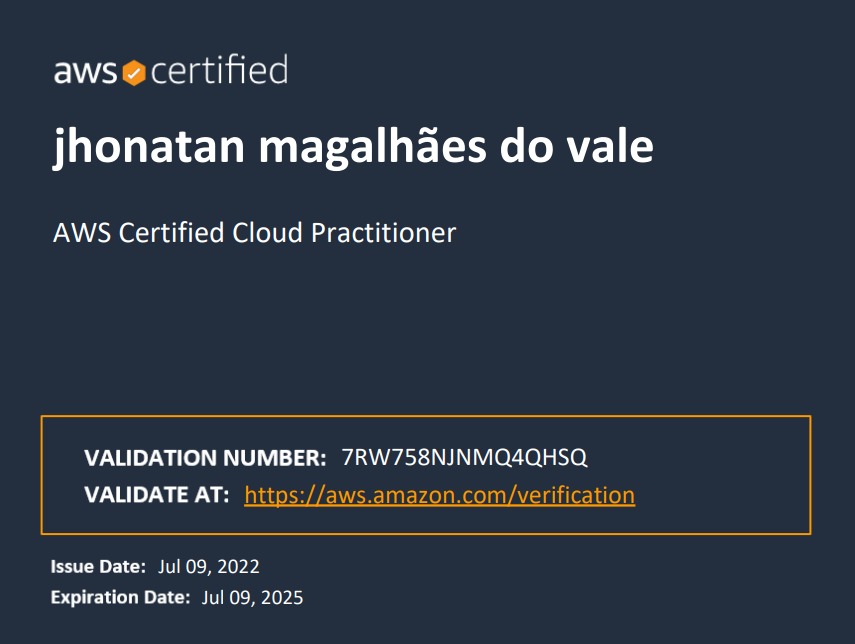 aws certified
jhonatan magalhães do vale
AWS Certified Cloud Practitioner
VALIDATION NUMBER: 7RW758NJNMQ4QHSQ
VALIDATE AT: https://aws.amazon.com/verification
Issue Date: Jul 09, 2022
Expiration Date: Jul 09, 2025